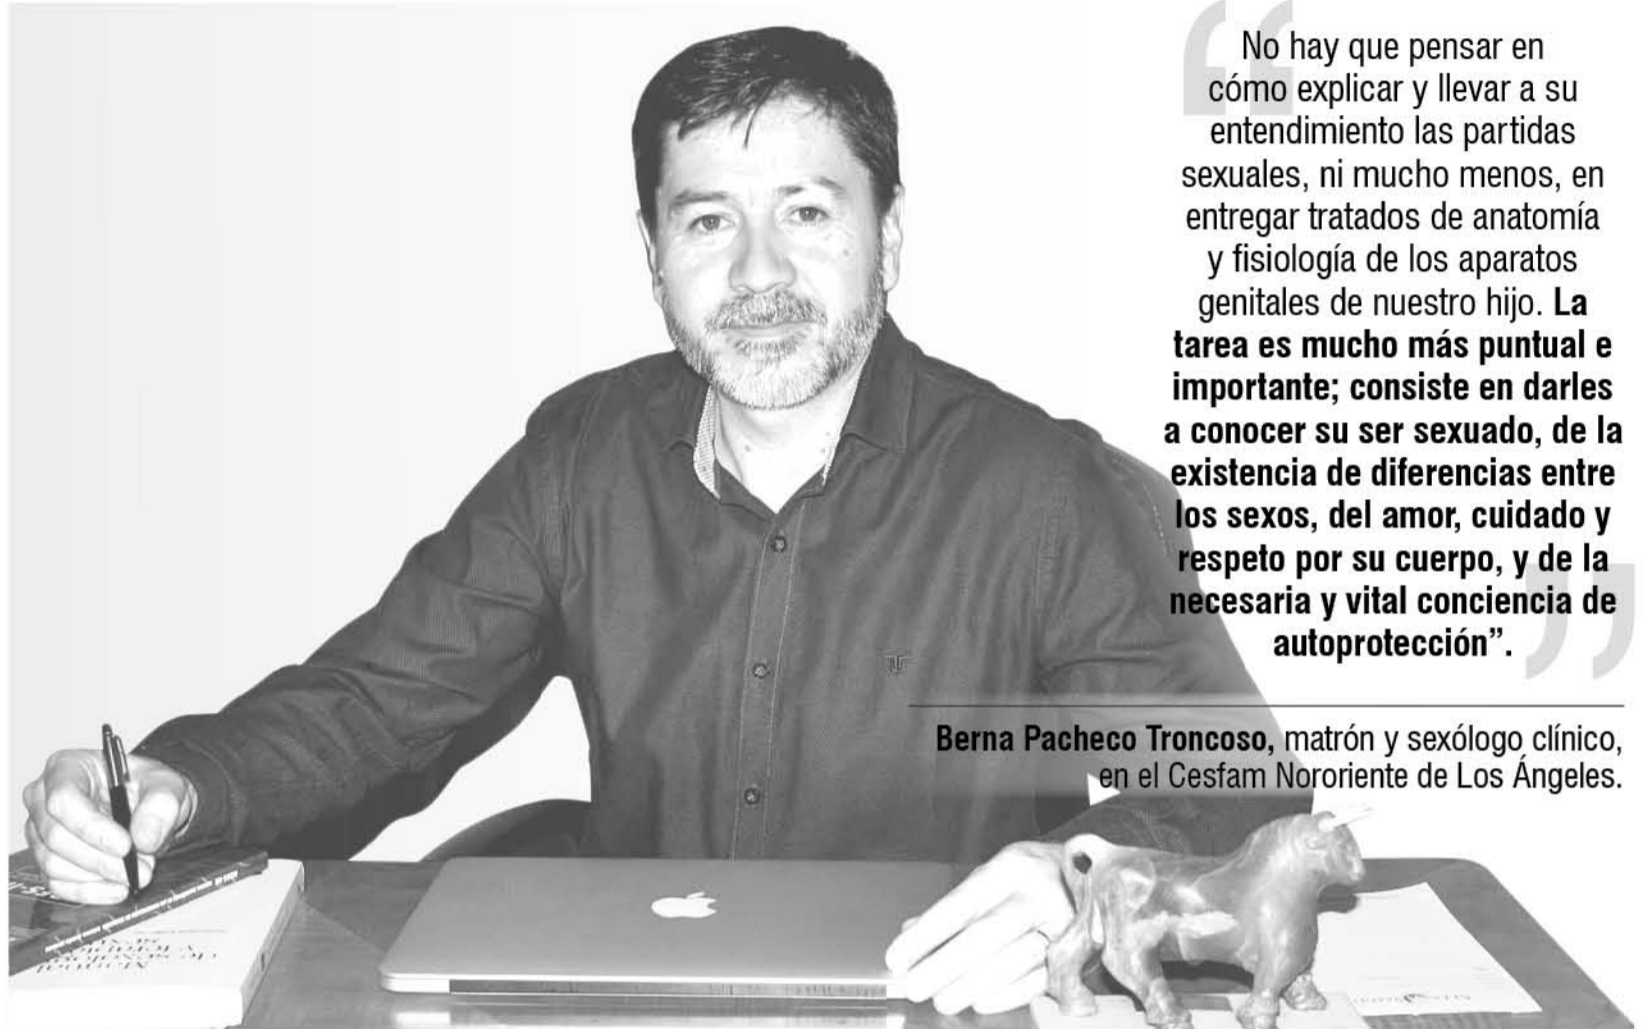 No hay que pensar en
cómo explicar y llevar a su
entendimiento las partidas
sexuales, ni mucho menos, en
entregar tratados de anatomía
y fisiología de los aparatos
genitales de nuestro hijo. La
tarea es mucho más puntual e
importante; consiste en darles
a conocer su ser sexuado, de la
existencia de diferencias entre
los sexos, del amor, cuidado y
respeto por su cuerpo, y de la
necesaria y vital conciencia de
autoprotección”.
Berna Pacheco Troncoso, matrón y sexólogo clínico,
en el Cesfam Nororiente de Los Ángeles.
Manual
de sexología
y terapia